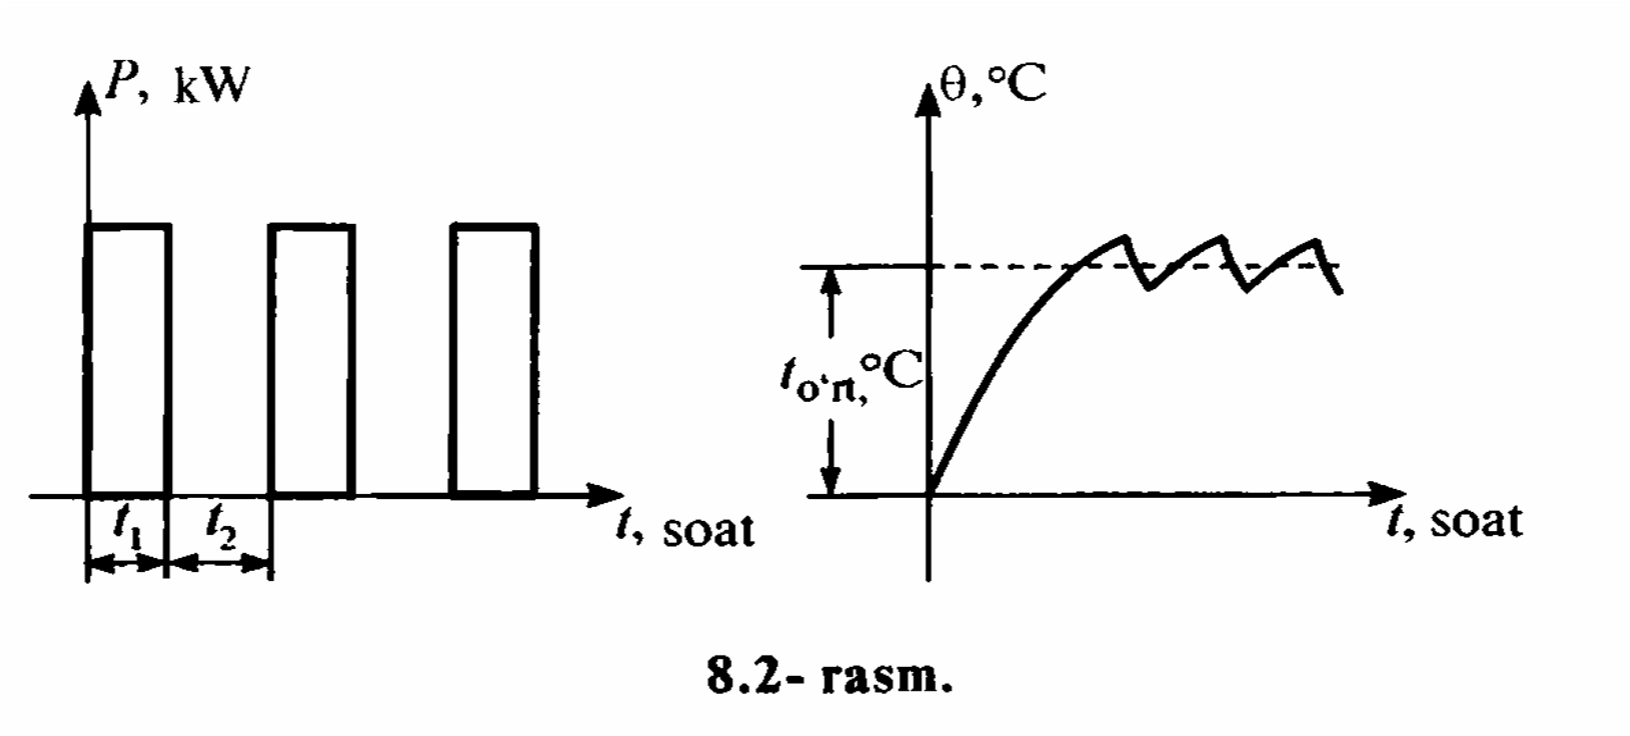 P, kW
t₁
t₂
t, soat
θ,°C
t_o‘rt,°C
t, soat
8.2- rasm.